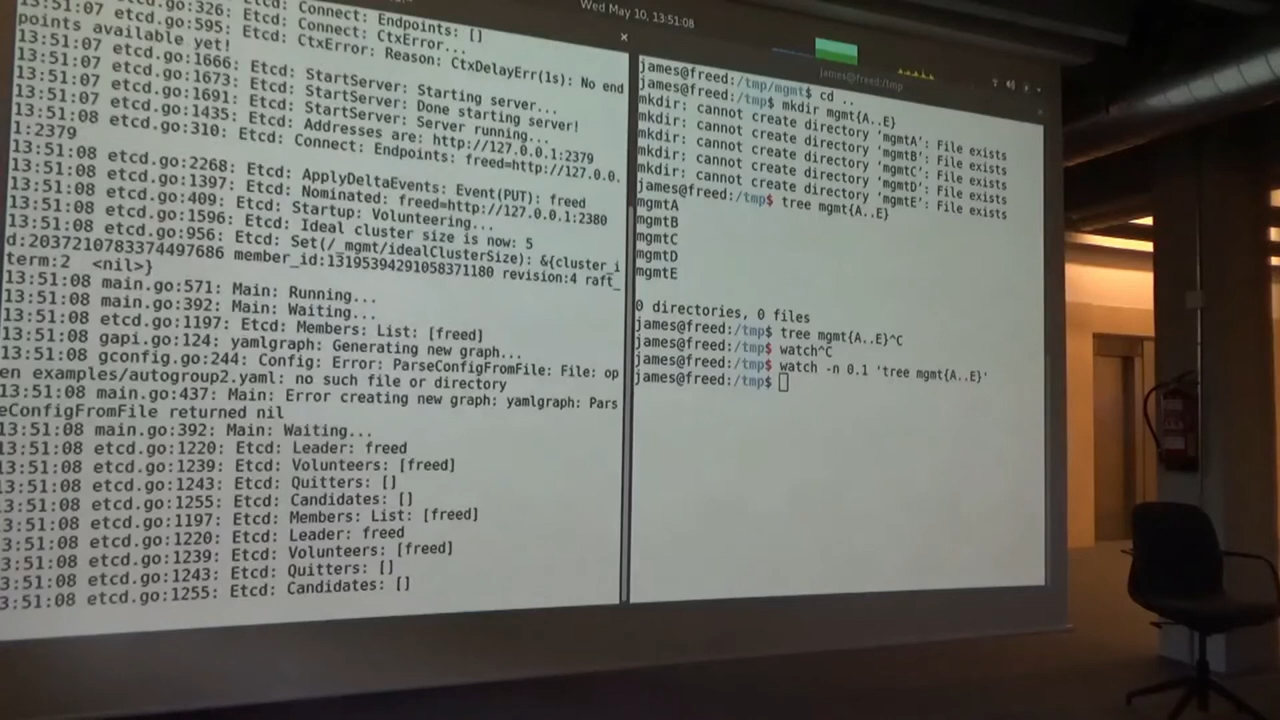 Wed May 10, 13:51:08
etcd.go:326: Etcd: Connect: Endpoints: []
13:51:07 etcd.go:595: Etcd: Connect: CtxError...
13:51:07 Etcd: CtxError: Reason: CtxDelayErr(1s): No end
points available yet!
13:51:07 etcd.go:1666: Etcd: StartServer: Starting server...
13:51:07 etcd.go:1673: Etcd: StartServer: Done starting server!
13:51:07 etcd.go:1691: Etcd: StartServer: Server running...
13:51:07 etcd.go:1435: Etcd: Addresses are: http://127.0.0.1:2379
13:51:08 etcd.go:310: Etcd: Connect: Endpoints: freed=http://127.0.0.
1:2379
13:51:08 etcd.go:2268: Etcd: ApplyDeltaEvents: Event(PUT): freed
13:51:08 etcd.go:1397: Etcd: Nominated: freed=http://127.0.0.1:2380
13:51:08 etcd.go:409: Etcd: Startup: Volunteering...
13:51:08 etcd.go:1596: Etcd: Ideal cluster size is now: 5
13:51:08 etcd.go:956: Etcd: Set(/_mgmt/idealClusterSize): &{cluster_i
d:2037210783374497686 member_id:13195394291058371180 revision:4 raft_
term:2 <nil>}
13:51:08 main.go:571: Main: Running...
13:51:08 main.go:392: Main: Waiting...
13:51:08 etcd.go:1197: Etcd: Members: List: [freed]
13:51:08 gapi.go:124: yamlgraph: Generating new graph...
13:51:08 gconfig.go:244: Config: Error: ParseConfigFromFile: File: op
en examples/autogroup2.yaml: no such file or directory
13:51:08 main.go:437: Main: Error creating new graph: yamlgraph: Pars
eConfigFromFile returned nil
13:51:08 main.go:392: Main: Waiting...
13:51:08 etcd.go:1220: Etcd: Leader: freed
13:51:08 etcd.go:1239: Etcd: Volunteers: [freed]
13:51:08 etcd.go:1243: Etcd: Quitters: []
13:51:08 etcd.go:1255: Etcd: Candidates: []
13:51:08 etcd.go:1197: Etcd: Members: List: [freed]
3:51:08 etcd.go:1220: Etcd: Leader: freed
3:51:08 etcd.go:1239: Etcd: Volunteers: [freed]
3:51:08 etcd.go:1243: Etcd: Quitters: []
3:51:08 etcd.go:1255: Etcd: Candidates: []
james@freed:/tmp
james@freed:/tmp/mgmt$ cd ..
james@freed:/tmp$ mkdir mgmt{A..E}
mkdir: cannot create directory ‘mgmtA’: File exists
mkdir: cannot create directory ‘mgmtB’: File exists
mkdir: cannot create directory ‘mgmtC’: File exists
mkdir: cannot create directory ‘mgmtD’: File exists
mkdir: cannot create directory ‘mgmtE’: File exists
james@freed:/tmp$ tree mgmt{A..E}
mgmtA
mgmtB
mgmtC
mgmtD
mgmtE
0 directories, 0 files
james@freed:/tmp$ tree mgmt{A..E}^C
james@freed:/tmp$ watch^C
james@freed:/tmp$ watch -n 0.1 'tree mgmt{A..E}'
james@freed:/tmp$